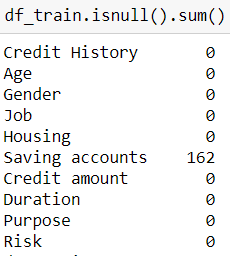 df_train.isnull().sum()
Credit History 0
Age 0
Gender 0
Job 0
Housing 0
Saving accounts 162
Credit amount 0
Duration 0
Purpose 0
Risk 0